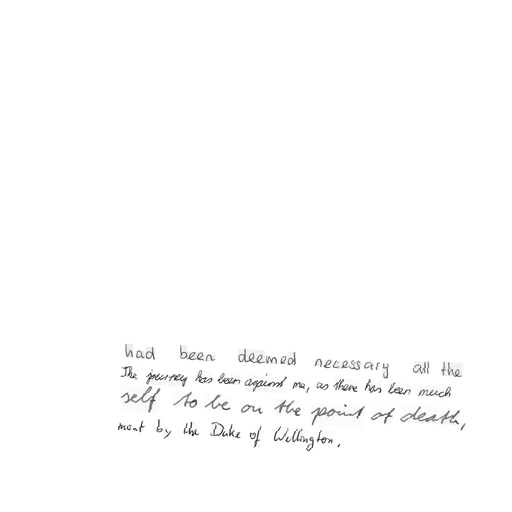 had been deemed necessary all the
The journey has been against me, as there has been much
self to be on the point of death,
ment by the Duke of Wellington.